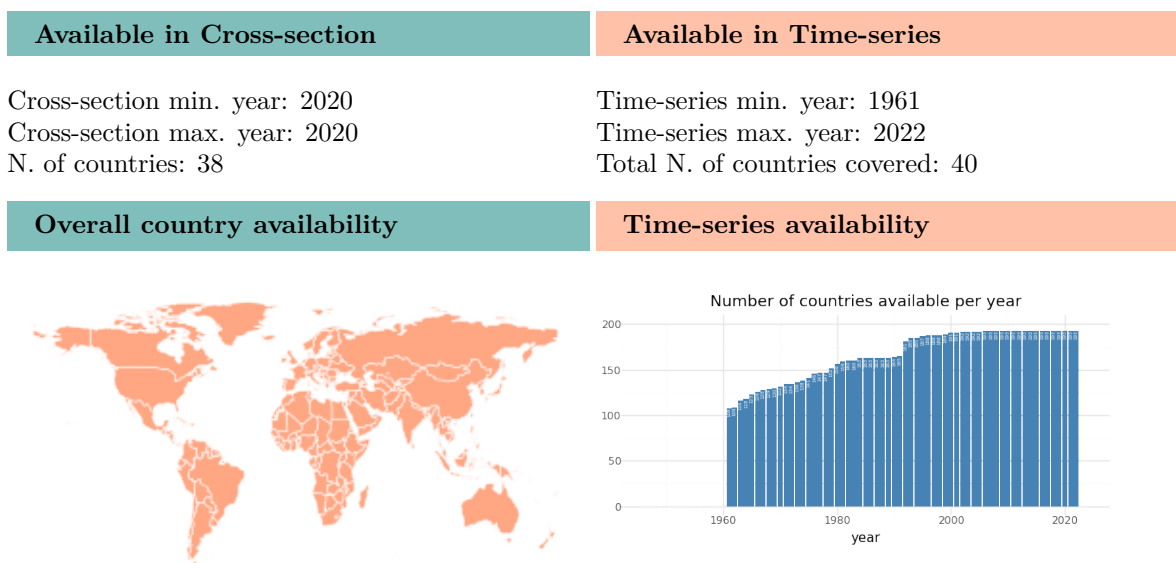 Available in Cross-section
Available in Time-series
Cross-section min. year: 2020
Cross-section max. year: 2020
N. of countries: 38
Time-series min. year: 1961
Time-series max. year: 2022
Total N. of countries covered: 40
Overall country availability
Time-series availability
Number of countries available per year
200
150
100
50
0
1960
1980
2000
2020
year